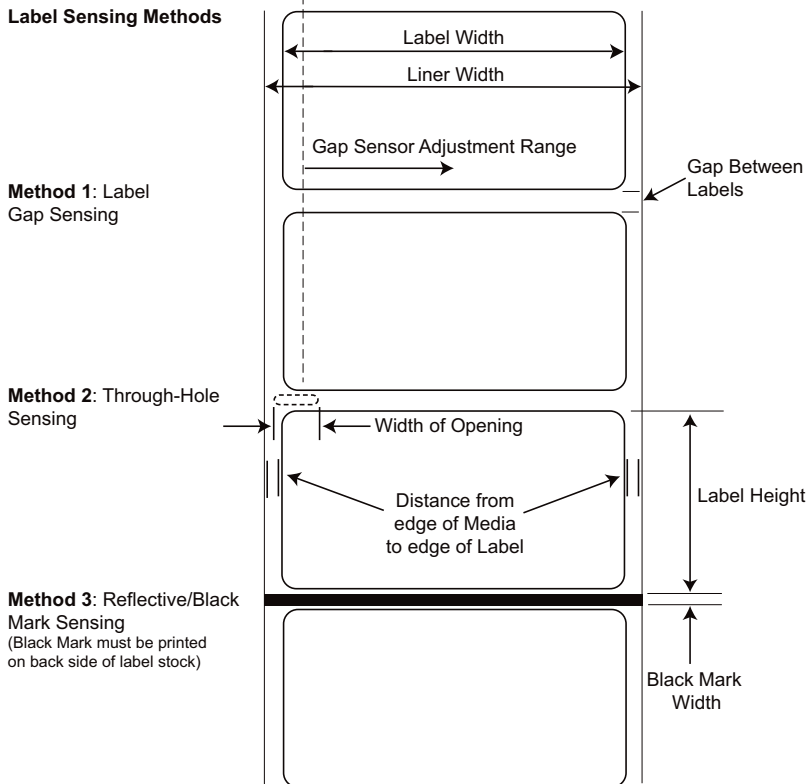 Label Sensing Methods
Label Width
Liner Width
Gap Sensor Adjustment Range
Gap Between
Labels
Method 1: Label
Gap Sensing
Method 2: Through-Hole
Sensing
Width of Opening
Distance from
edge of Media
to edge of Label
Label Height
Method 3: Reflective/Black
Mark Sensing
(Black Mark must be printed
on back side of label stock)
Black Mark
Width